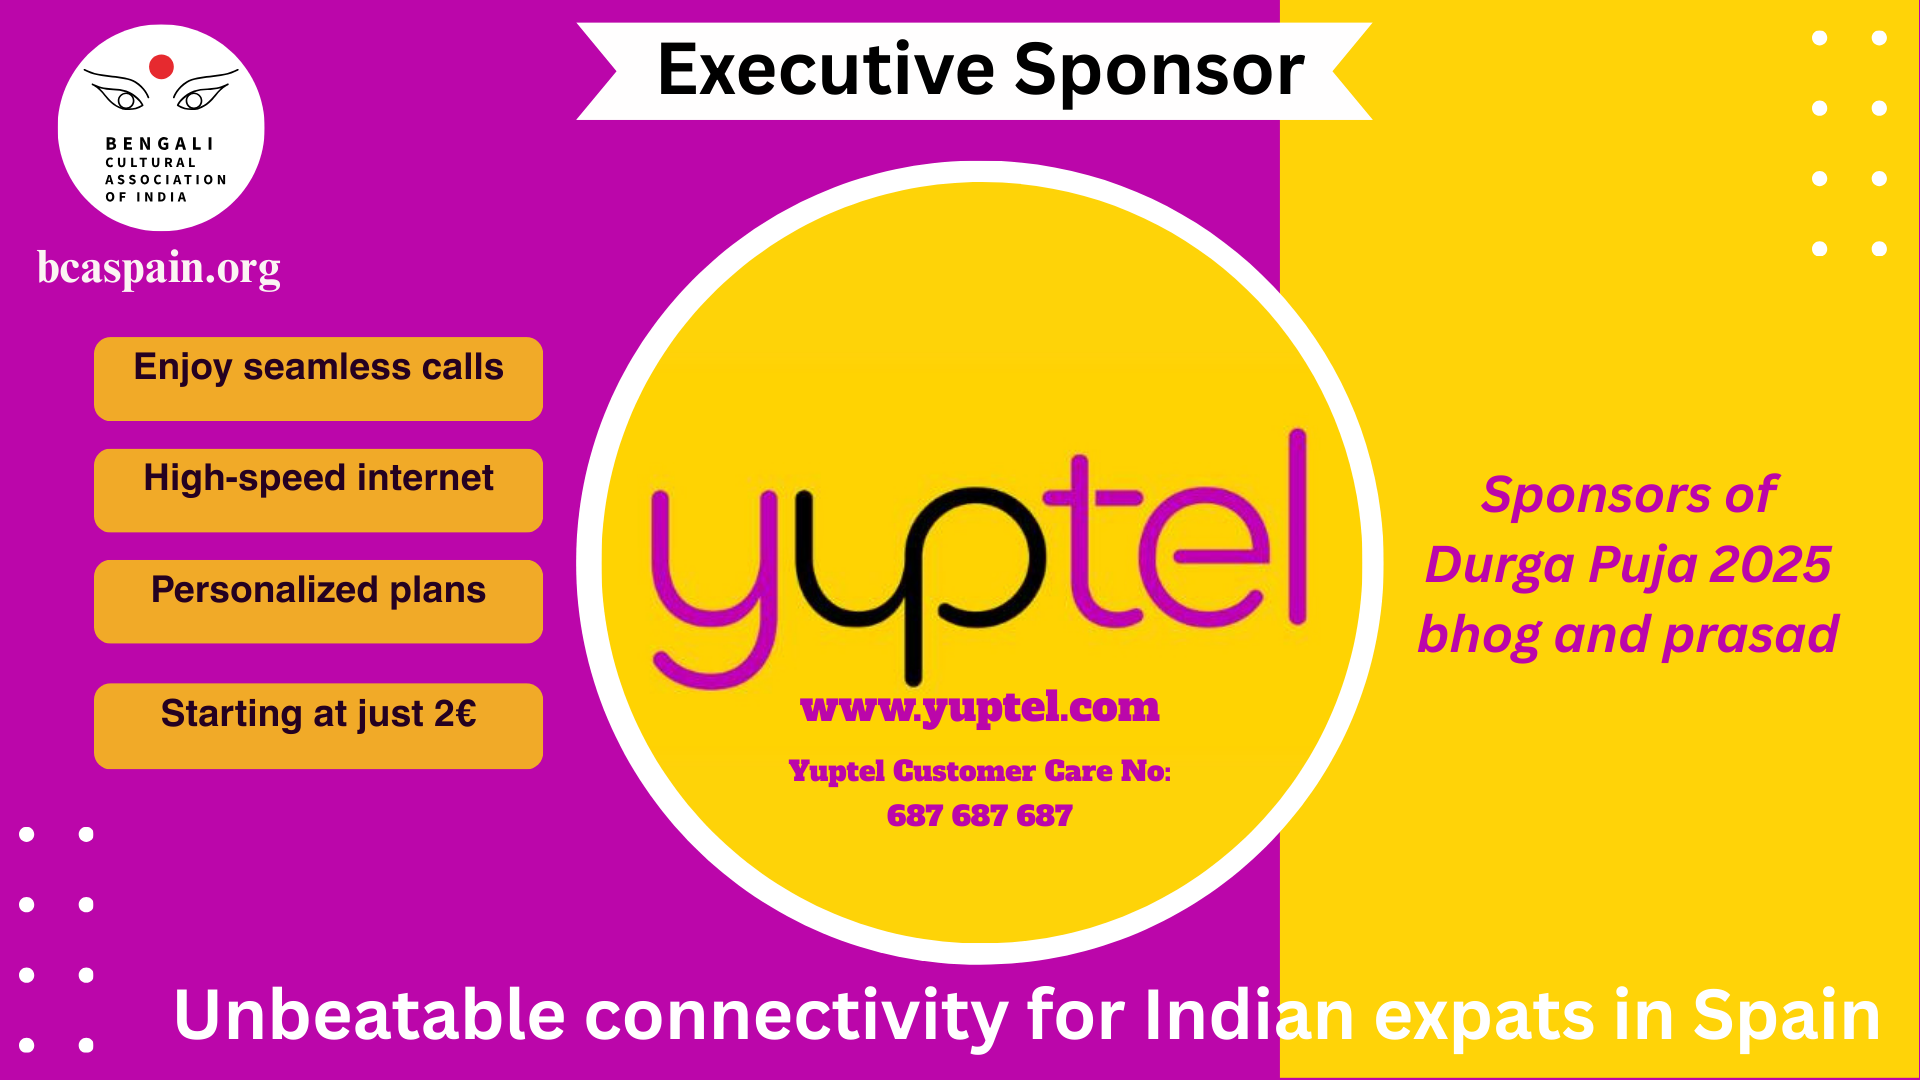 Executive Sponsor
BENGALI
CULTURAL
ASSOCIATION
OF INDIA
bcaspain.org
Enjoy seamless calls
High-speed internet
Personalized plans
Starting at just 2€
yuptel
www.yuptel.com
Yuptel Customer Care No:
687 687 687
Sponsors of
Durga Puja 2025
bhog and prasad
Unbeatable connectivity for Indian expats in Spain